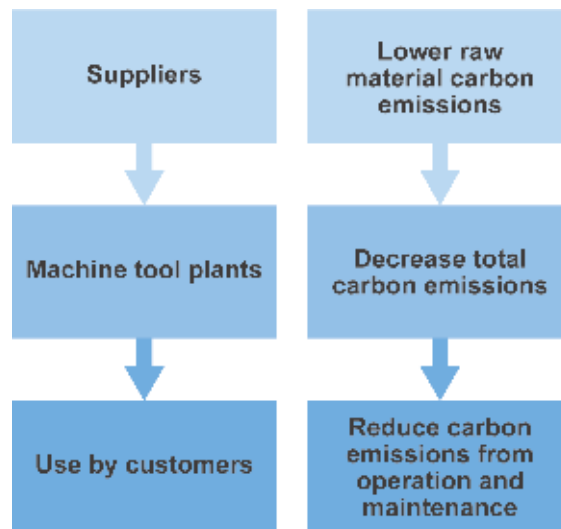 Suppliers
Lower raw
material carbon
emissions
Machine tool plants
Decrease total
carbon emissions
Use by customers
Reduce carbon
emissions from
operation and
maintenance